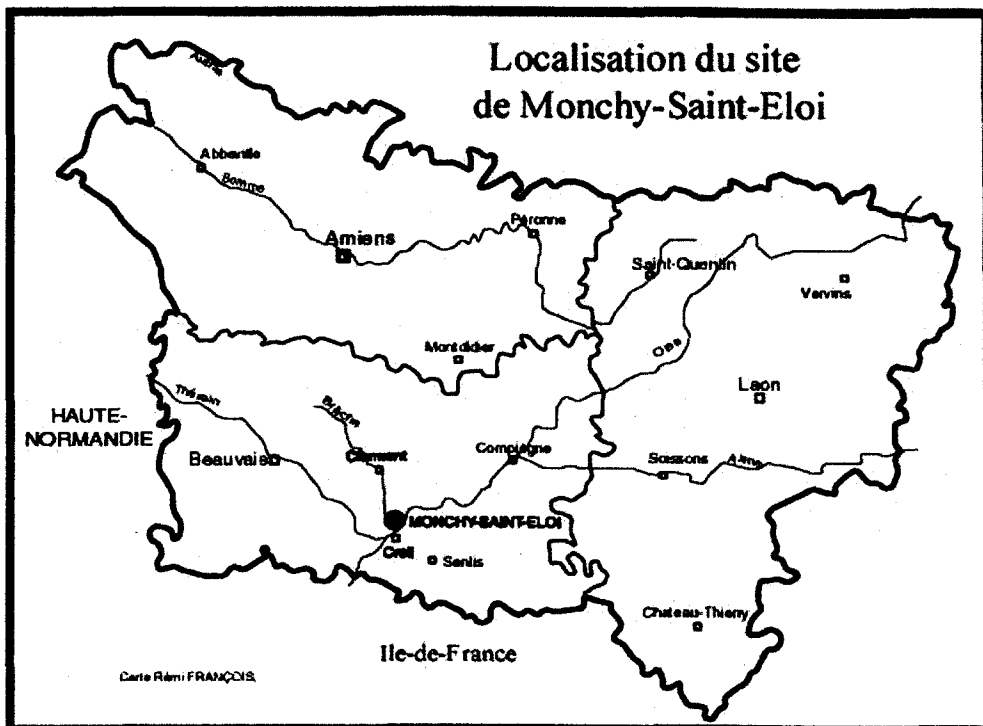 Localisation du site
de Monchy-Saint-Eloi
Authie
Abbeville
Somme
Péronne
Amiens
Saint-Quentin
Vervins
Montdidier
Oise
Laon
Thérain
HAUTE-
NORMANDIE
Brèche
Beauvais
Clermont
Compiègne
Soissons
Aisne
MONCHY-SAINT-ELOI
Creil
Senlis
Chateau-Thierry
Ile-de-France
Carte Rémi FRANÇOIS,